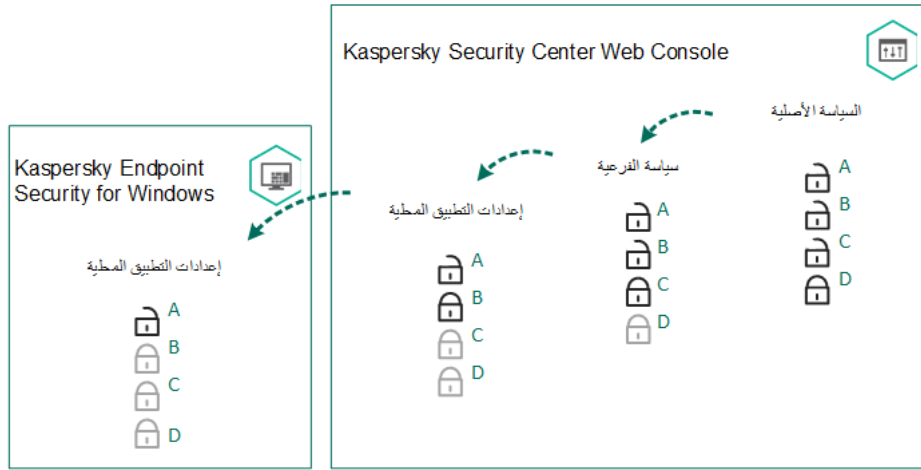 Kaspersky Security Center Web Console
السياسة الأصلية
A
B
C
D
سياسة الفرعية
A
B
C
D
إعدادات التطبيق المحلية
A
B
C
D
Kaspersky Endpoint
Security for Windows
إعدادات التطبيق المحلية
A
B
C
D